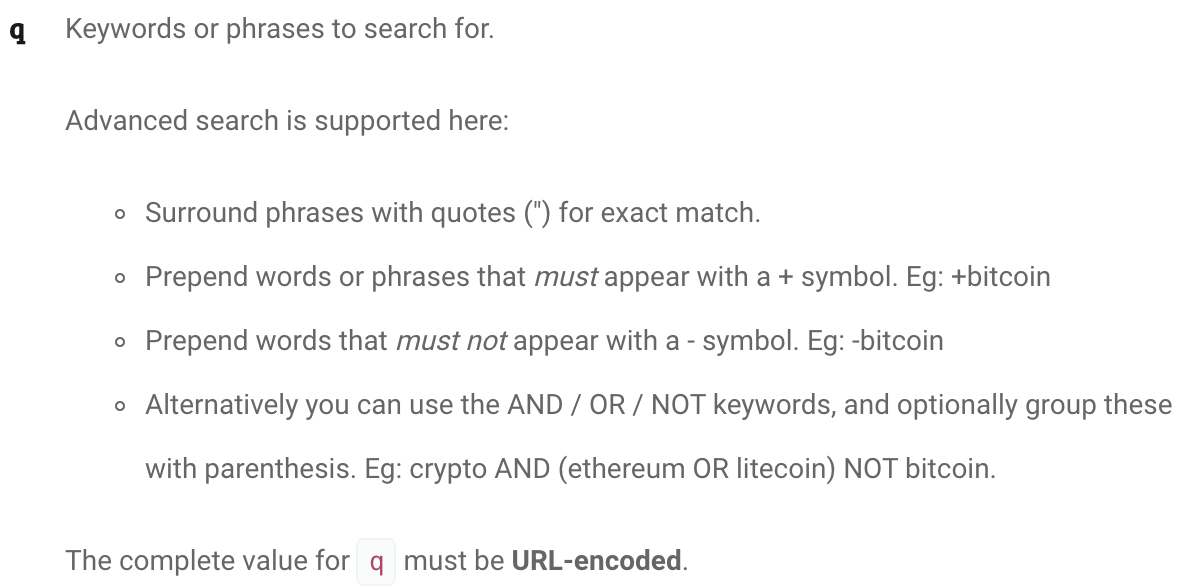 q Keywords or phrases to search for.
Advanced search is supported here:
Surround phrases with quotes (") for exact match.
Prepend words or phrases that must appear with a + symbol. Eg: +bitcoin
Prepend words that must not appear with a - symbol. Eg: -bitcoin
Alternatively you can use the AND / OR / NOT keywords, and optionally group these
with parenthesis. Eg: crypto AND (ethereum OR litecoin) NOT bitcoin.
The complete value for q must be URL-encoded.